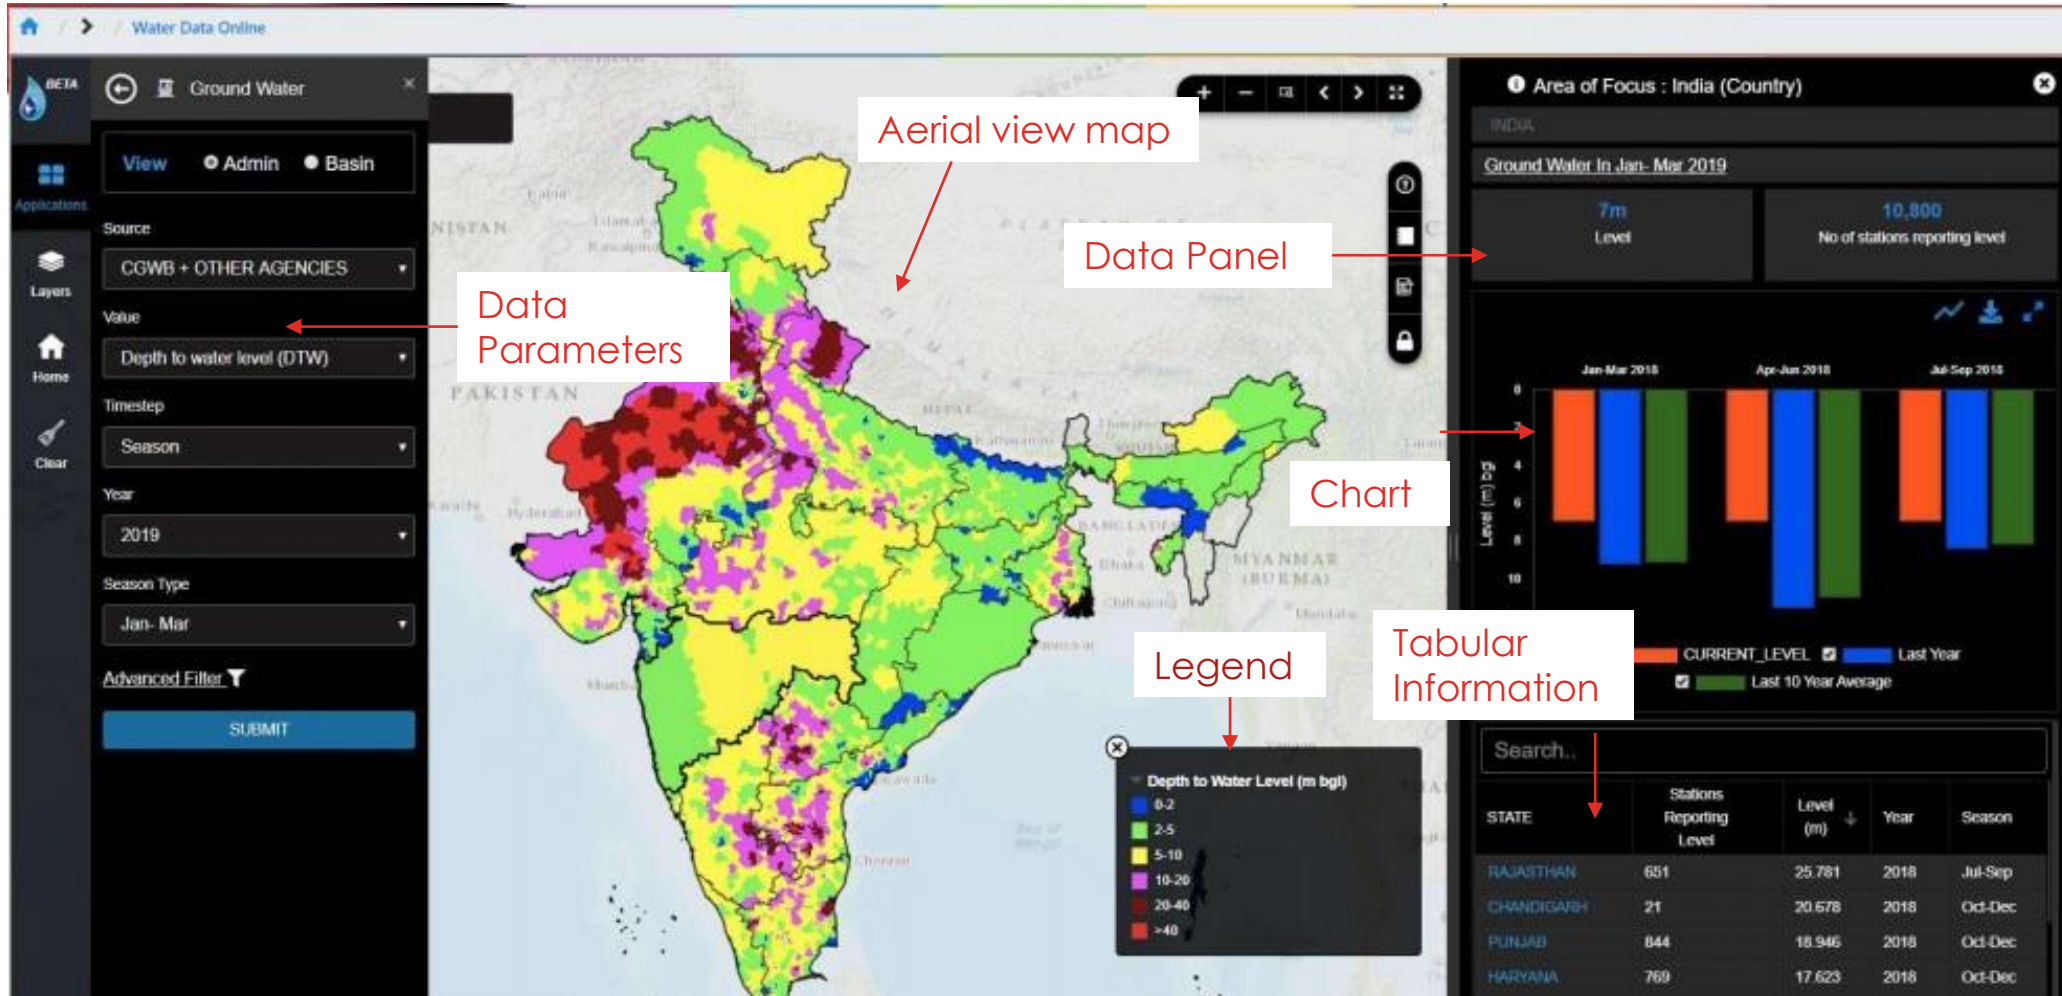 Water Data Online
BETA
Applications
Layers
Home
Clear
Ground Water
View Admin Basin
Source
CGWB + OTHER AGENCIES
Value
Depth to water level (DTW)
Timestep
Season
Year
2019
Season Type
Jan- Mar
Advanced Filter
SUBMIT
Aerial view map
Data
Parameters
Data Panel
Chart
Legend
Tabular
Information
PAKISTAN
NEPAL
MYANMAR
(BURMA)
Dhaka
Chennai
Depth to Water Level (m bgl)
0-2
2-5
5-10
10-20
20-40
>40
Area of Focus : India (Country)
INDIA
Ground Water In Jan- Mar 2019
7m
Level
10,800
No of stations reporting level
Jan-Mar 2018 Apr-Jun 2018 Jul-Sep 2018
Level (m) bgl
0
2
4
6
8
10
CURRENT_LEVEL Last Year
Last 10 Year Average
Search..
STATE Stations Reporting Level Level (m) Year Season
RAJASTHAN 651 25.781 2018 Jul-Sep
CHANDIGARH 21 20.678 2018 Oct-Dec
PUNJAB 844 18.946 2018 Oct-Dec
HARYANA 769 17.623 2018 Oct-Dec